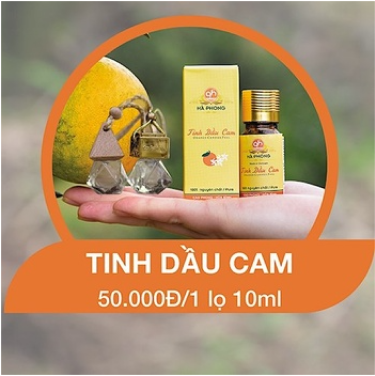 HÀ PHONG
Tinh Dầu Cam
HÀ PHONG
Tinh Dầu Cam
TINH DẦU CAM
50.000Đ/1 lọ 10ml